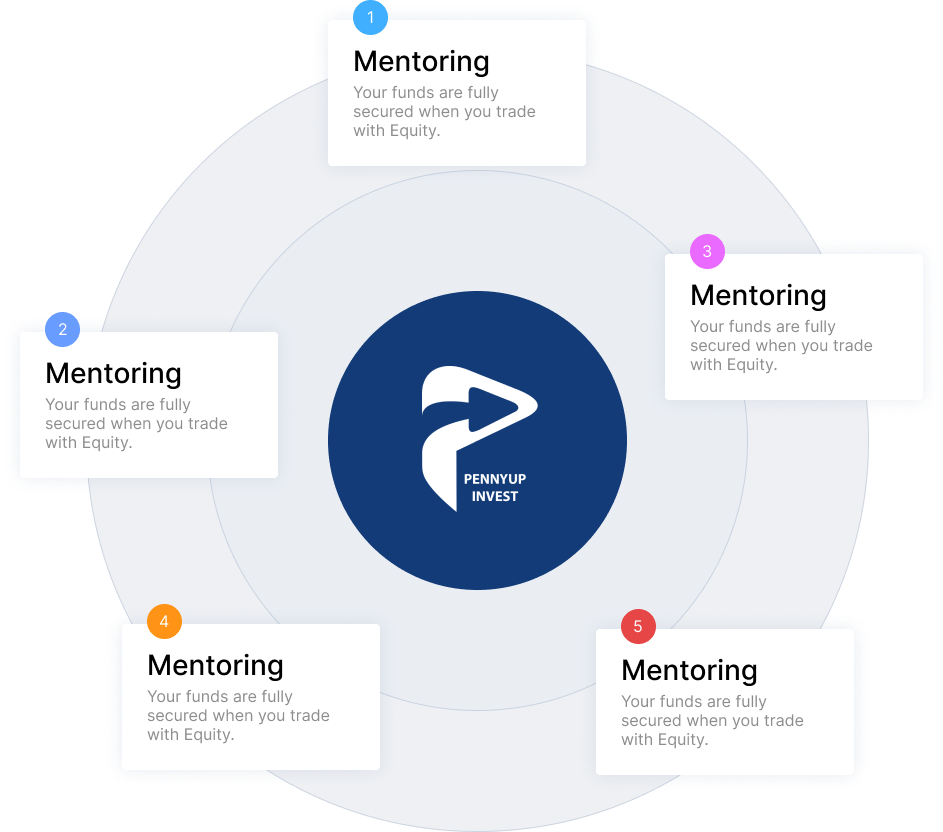 1
Mentoring
Your funds are fully
secured when you trade
with Equity.
2
Mentoring
Your funds are fully
secured when you trade
with Equity.
3
Mentoring
Your funds are fully
secured when you trade
with Equity.
PENNYUP
INVEST
4
Mentoring
Your funds are fully
secured when you trade
with Equity.
5
Mentoring
Your funds are fully
secured when you trade
with Equity.